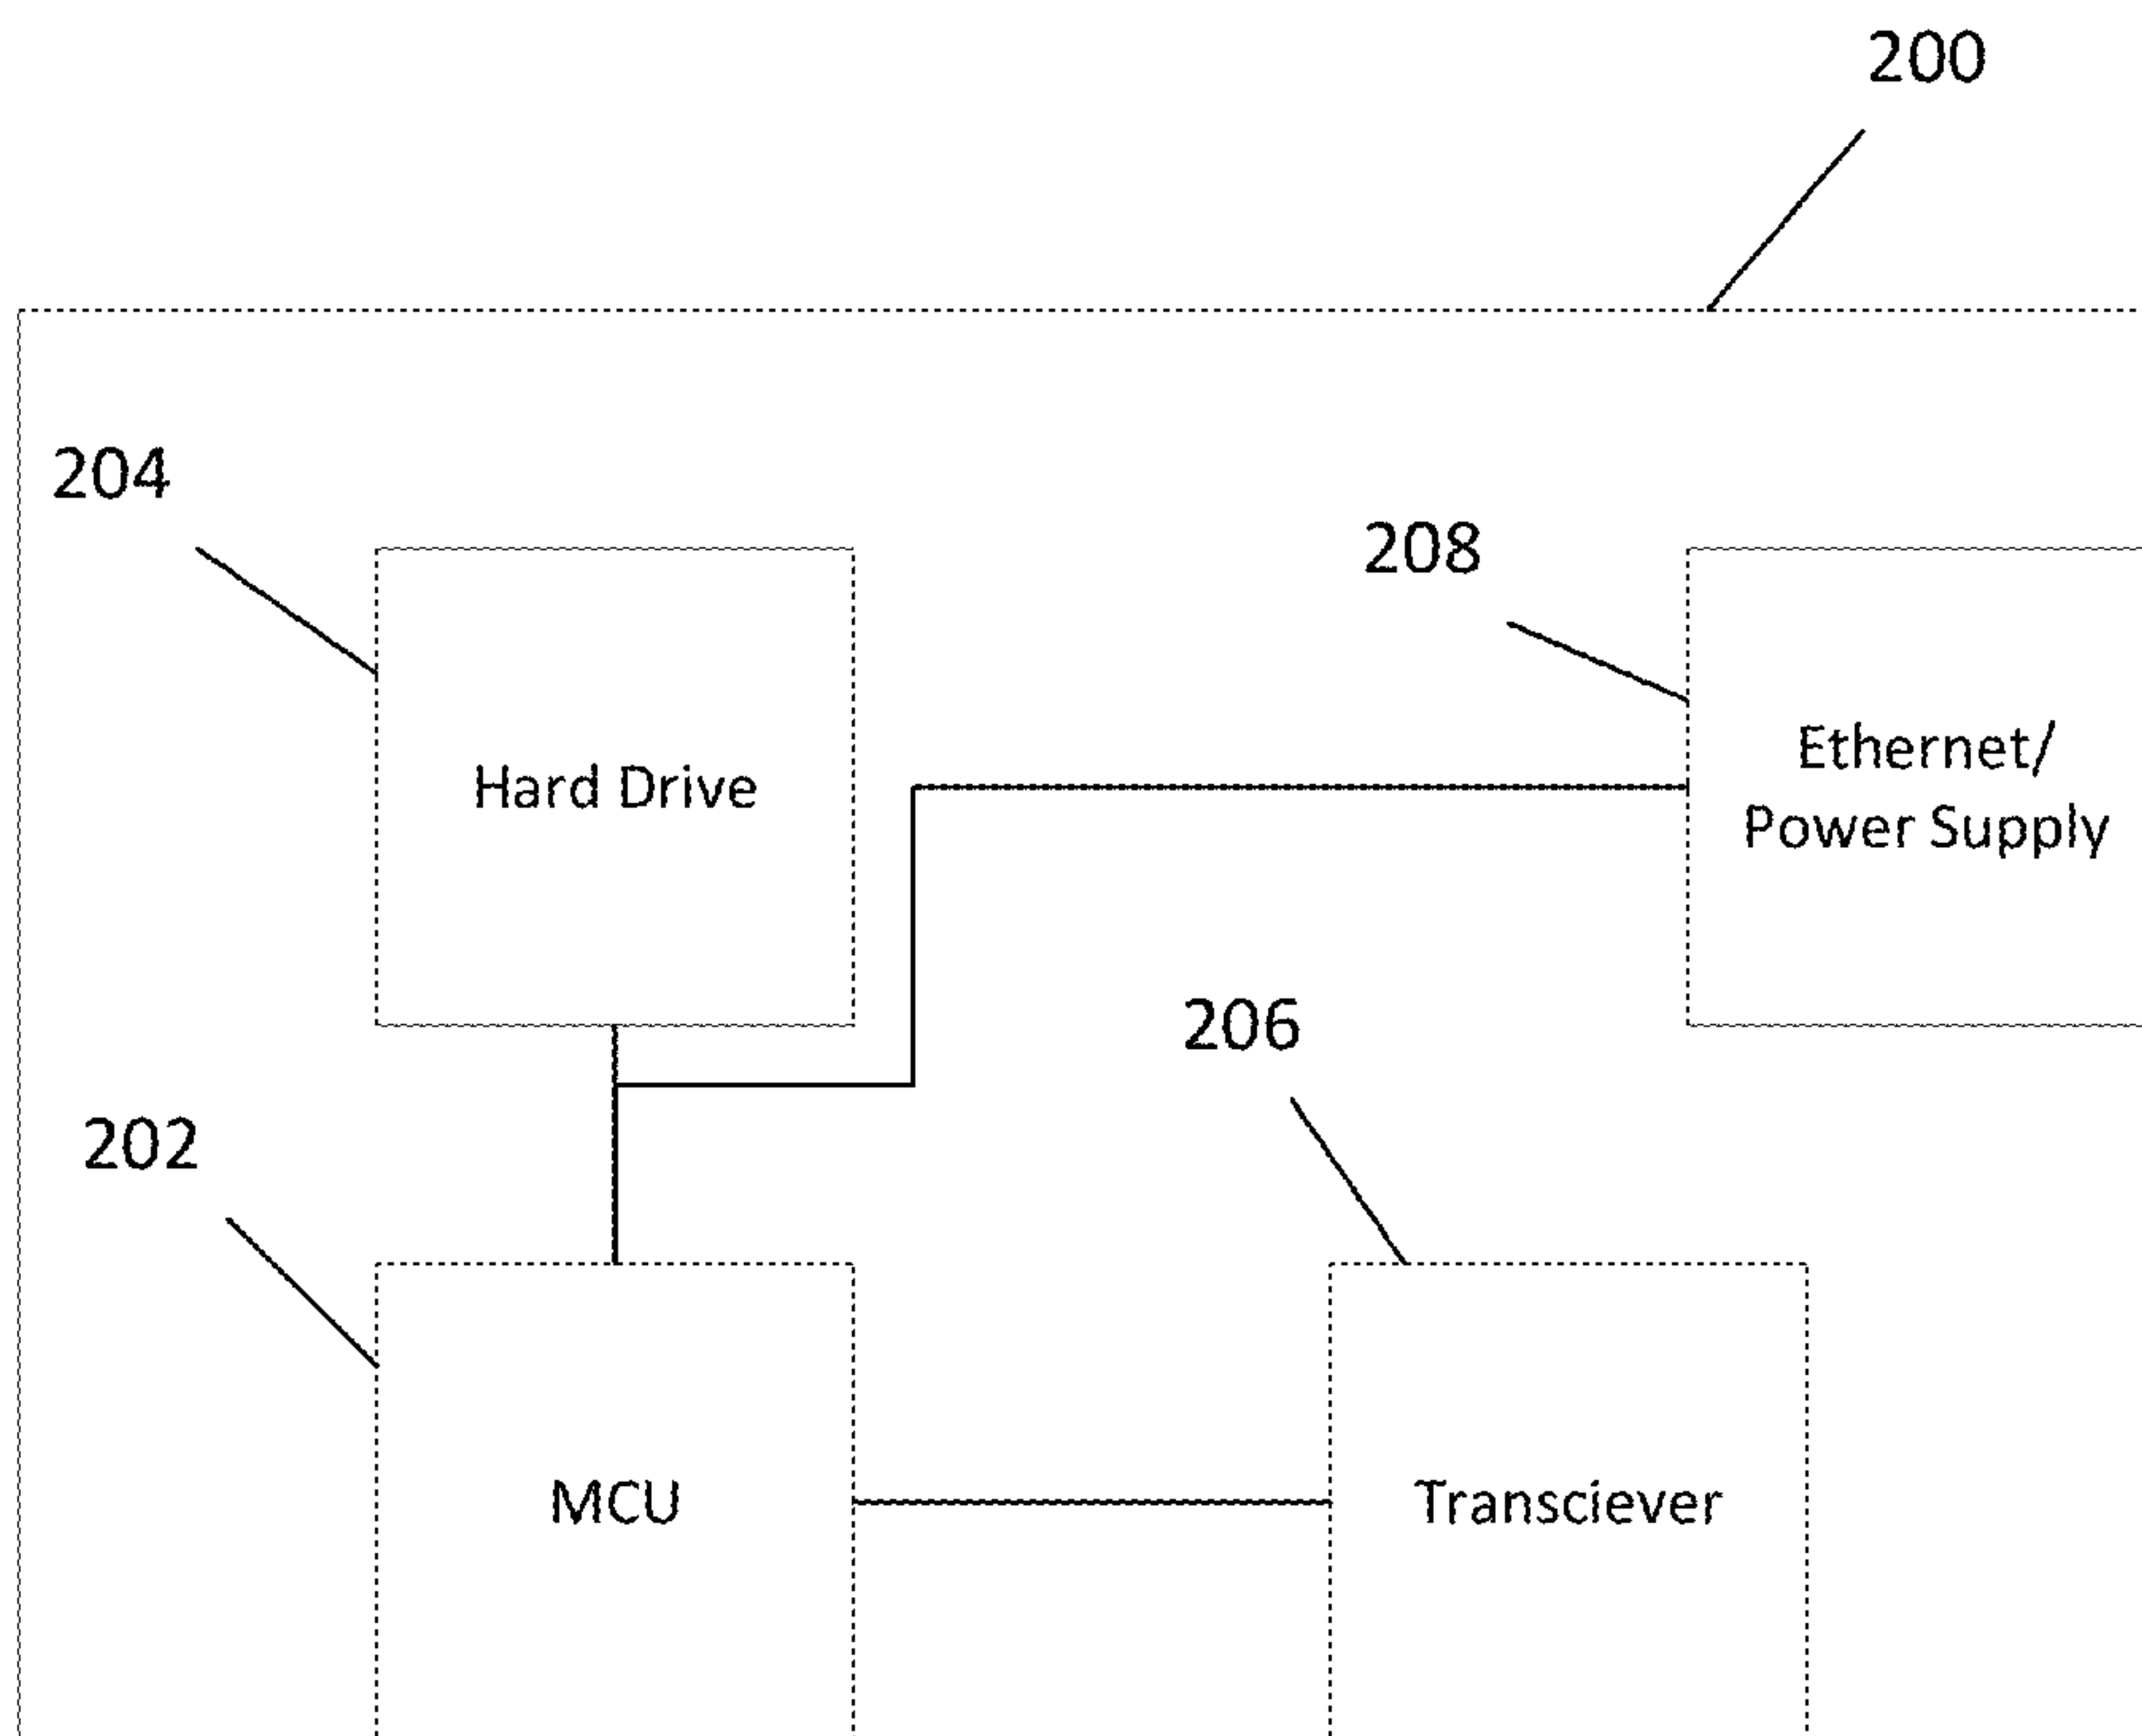 200
204
208
Hard Drive
Ethernet/
Power Supply
206
202
MCU
Transciever